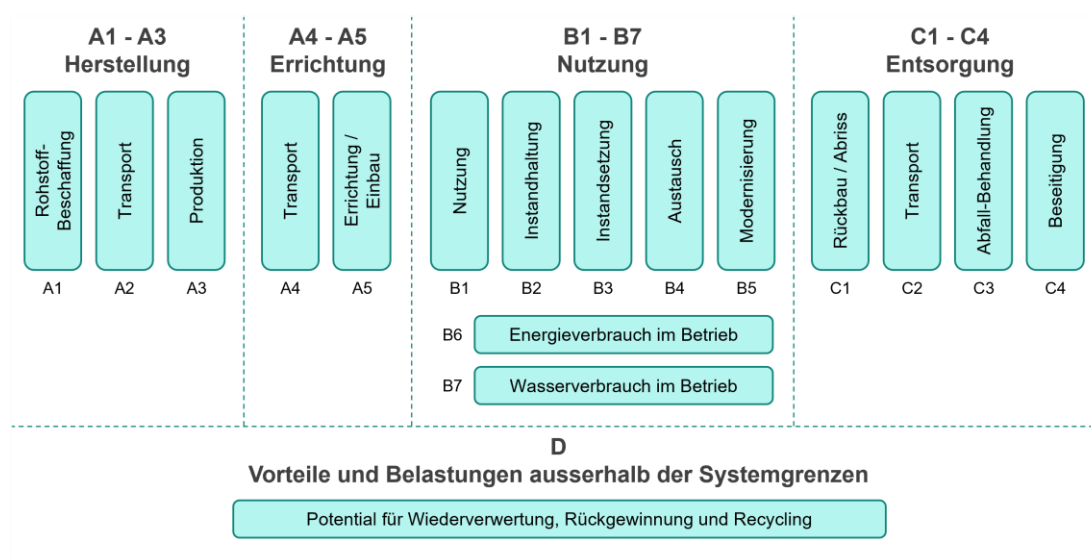 A1 - A3
Herstellung
Rohstoff-
Beschaffung
Transport
Produktion
A1
A2
A3
A4 - A5
Errichtung
Transport
Errichtung /
Einbau
A4
A5
B1 - B7
Nutzung
Nutzung
Instandhaltung
Instandsetzung
Austausch
Modernisierung
B1
B2
B3
B4
B5
B6
Energieverbrauch im Betrieb
B7
Wasserverbrauch im Betrieb
C1 - C4
Entsorgung
Rückbau / Abriss
Transport
Abfall-Behandlung
Beseitigung
C1
C2
C3
C4
D
Vorteile und Belastungen ausserhalb der Systemgrenzen
Potential für Wiederverwertung, Rückgewinnung und Recycling